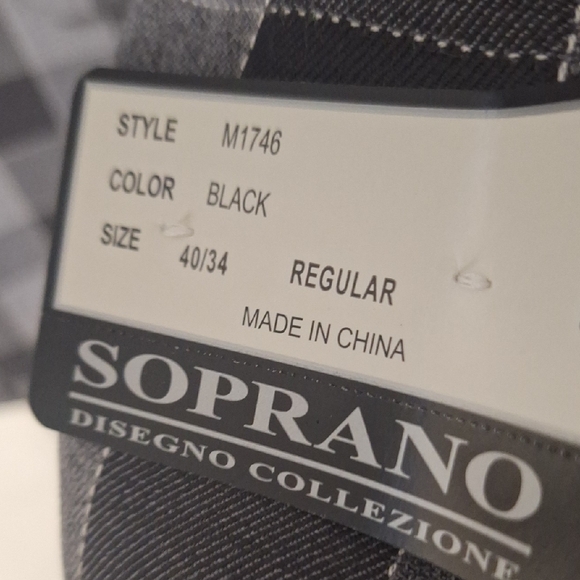 STYLE M1746
COLOR BLACK
SIZE 40/34 REGULAR
MADE IN CHINA
SOPRANO
DISEGNO COLLEZIONE